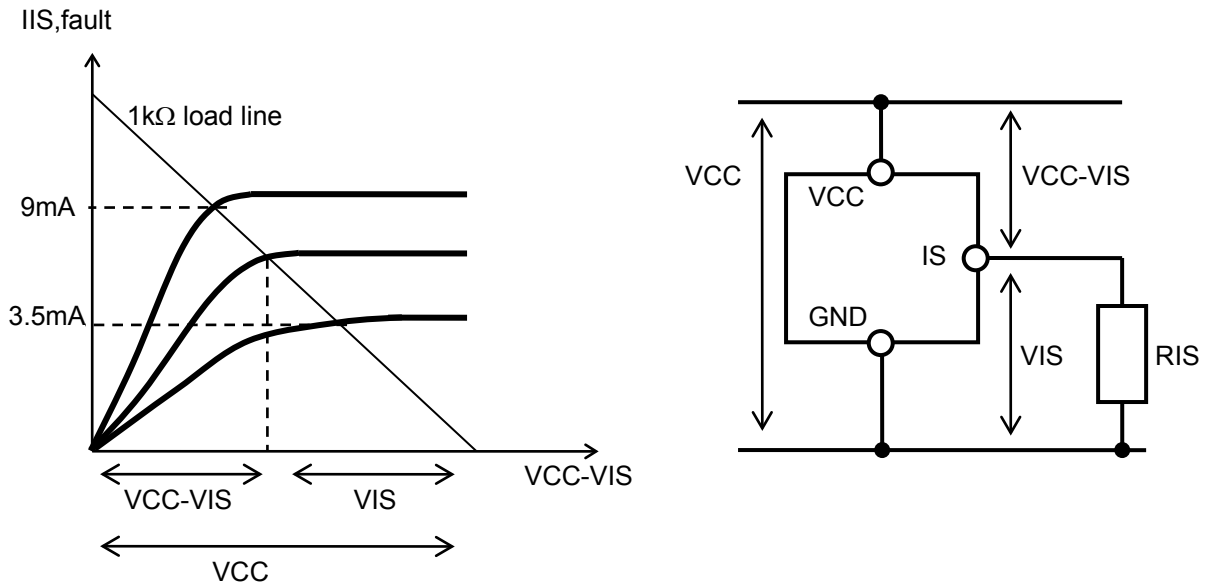 IIS,fault
1kΩ load line
9mA
3.5mA
VCC-VIS
VCC-VIS
VIS
VCC
VCC
VCC
VCC-VIS
IS
GND
VIS
RIS